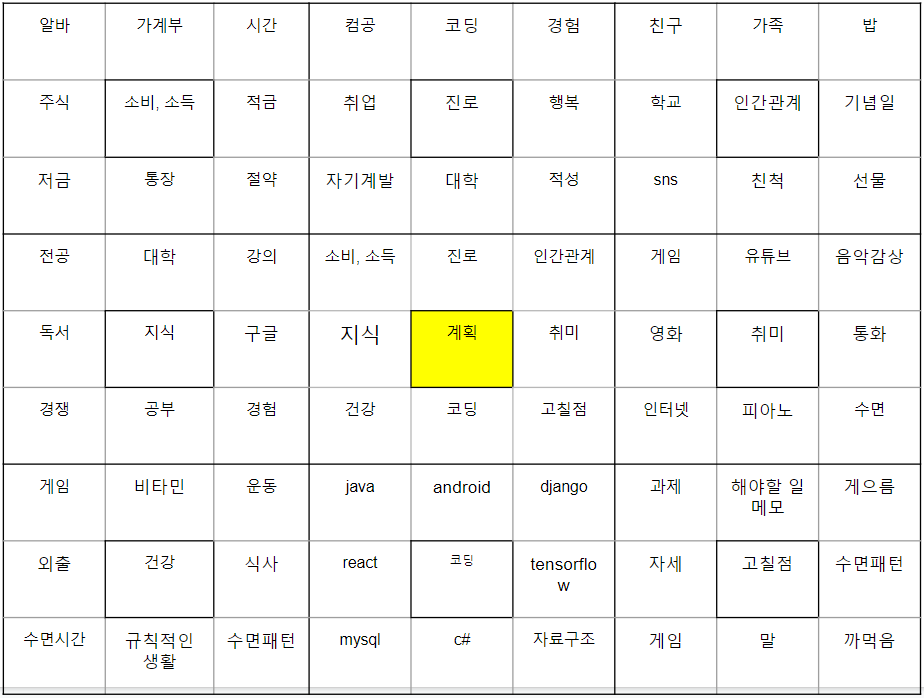 알바 가계부 시간 컴공 코딩 경험 친구 가족 밥
주식 소비, 소득 적금 취업 진로 행복 학교 인간관계 기념일
저금 통장 절약 자기계발 대학 적성 sns 친척 선물
전공 대학 강의 소비, 소득 진로 인간관계 게임 유튜브 음악감상
독서 지식 구글 지식 계획 취미 영화 취미 통화
경쟁 공부 경험 건강 코딩 고칠점 인터넷 피아노 수면
게임 비타민 운동 java android django 과제 해야할 일 게으름
메모
외출 건강 식사 react 코딩 tensorflo 자세 고칠점 수면패턴
w
수면시간 규칙적인 수면패턴 mysql c# 자료구조 게임 말 까먹음
생활